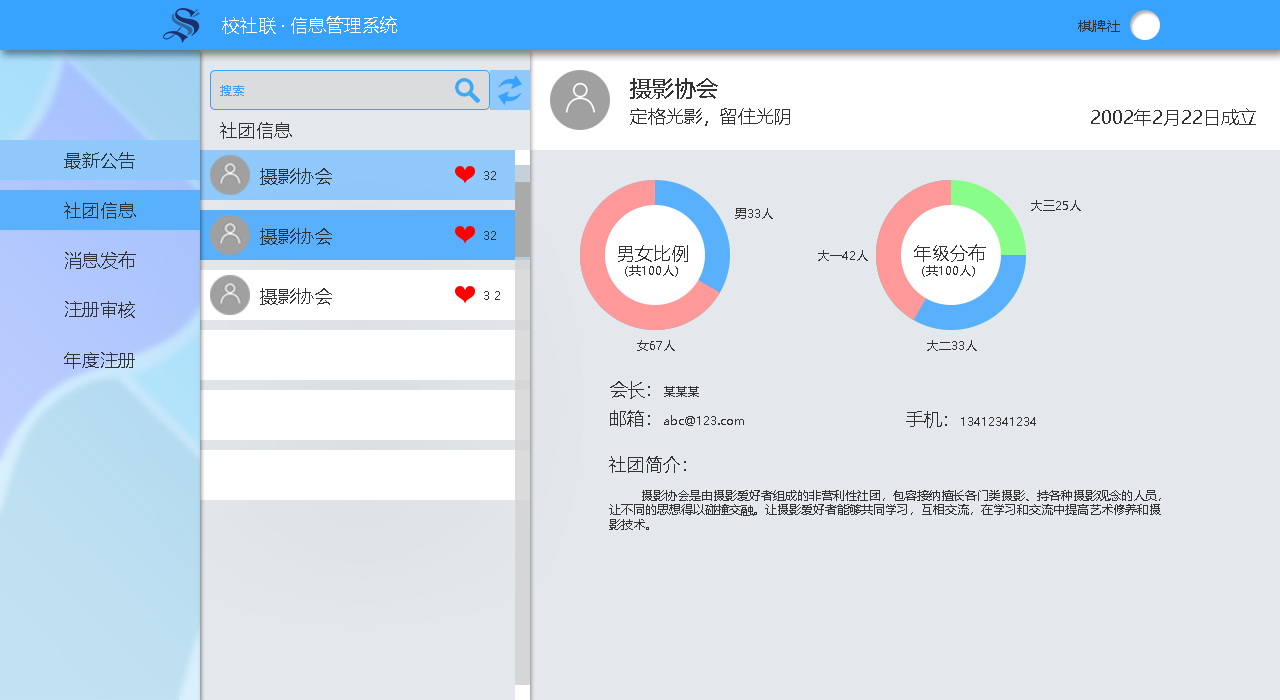 校社联 · 信息管理系统
棋牌社
最新公告
社团信息
消息发布
注册审核
年度注册
搜索
社团信息
摄影协会
32
摄影协会
32
摄影协会
3 2
摄影协会
定格光影，留住光阴
2002年2月22日成立
男33人
男女比例
(共100人)
女67人
大三25人
大一42人
年级分布
(共100人)
大二33人
会长： 某某某
邮箱： abc@123.com
手机： 13412341234
社团简介：
摄影协会是由摄影爱好者组成的非营利性社团，包容接纳擅长各门类摄影、持各种摄影观念的人员，
让不同的思想得以碰撞交融。让摄影爱好者能够共同学习，互相交流，在学习和交流中提高艺术修养和摄
影技术。